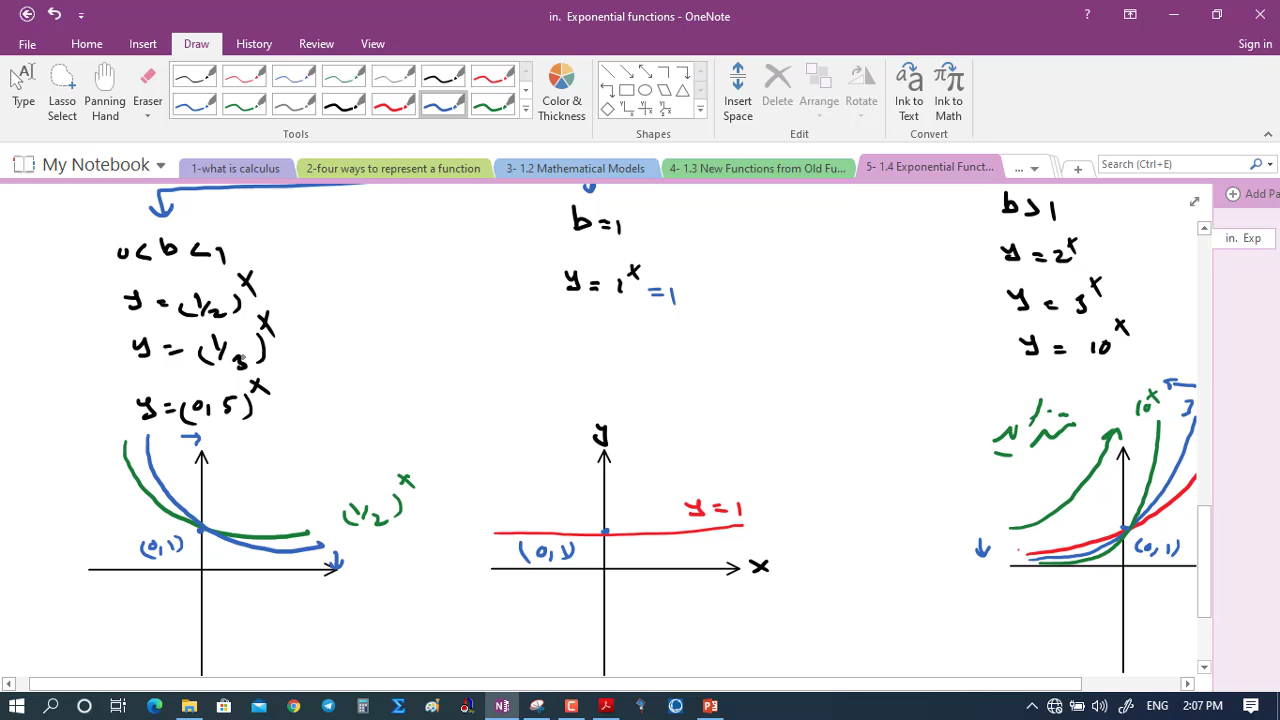 in. Exponential functions - OneNote
File Home Insert Draw History Review View Sign in
Type
Lasso Select
Panning Hand
Eraser
Color & Thickness
Insert Space
Delete
Arrange
Rotate
Ink to Text
Ink to Math
Tools
Shapes
Edit
Convert
My Notebook
1-what is calculus
2-four ways to represent a function
3- 1.2 Mathematical Models
4- 1.3 New Functions from Old Fu...
5- 1.4 Exponential Funct...
...
Search (Ctrl+E)
Add Pa
in. Exp
0 < b < 1
y = (1/2)^x
y = (1/3)^x
y = (0,5)^x
(1/2)^x
(0,1)
b = 1
y = 1^x = 1
y
y = 1
(0,1)
x
b > 1
y = 2^x
y = 3^x
y = 10^x
10^x
3
(0,1)
2:07 PM